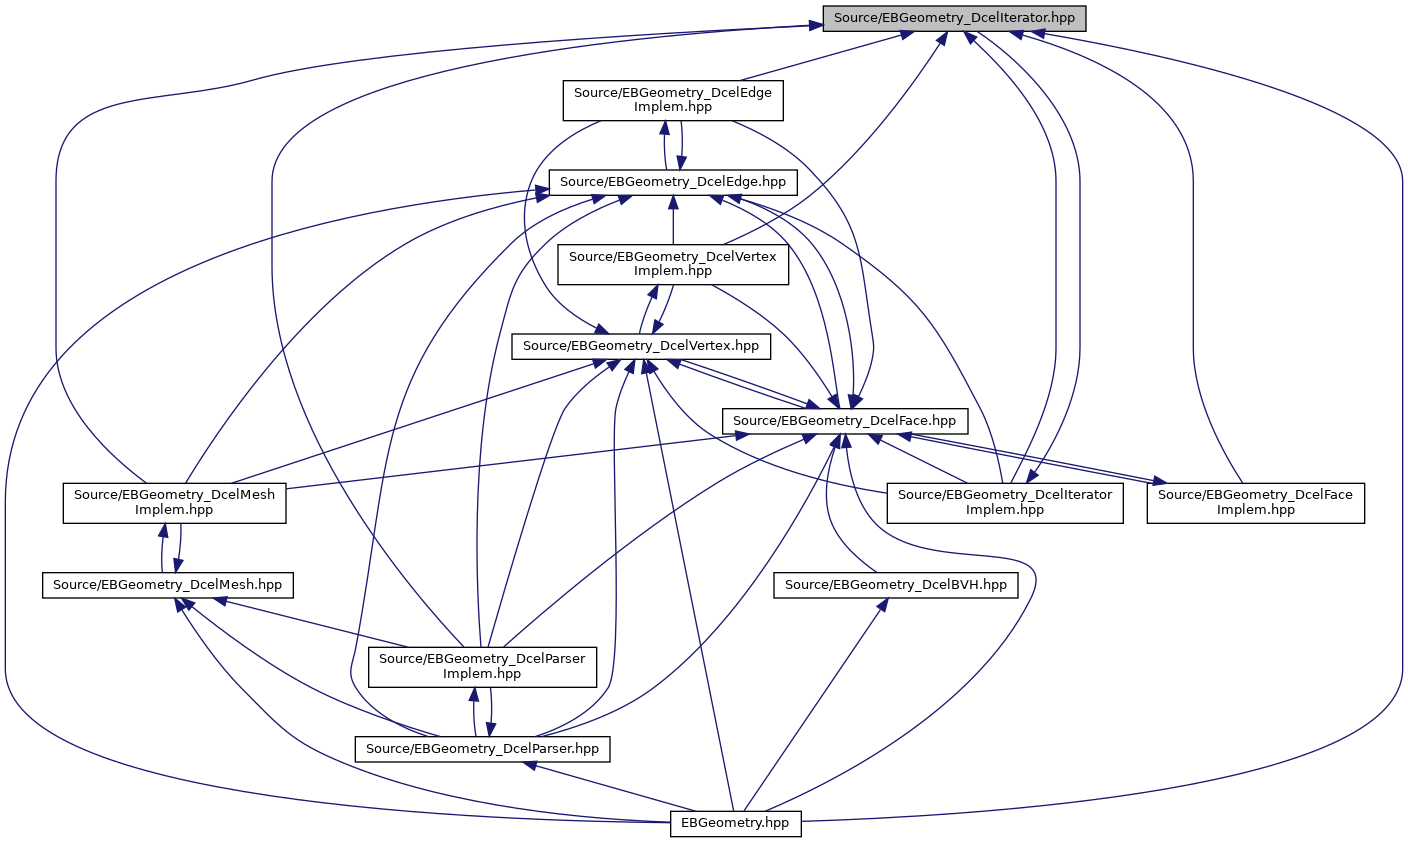 Source/EBGeometry_DcelIterator.hpp
Source/EBGeometry_DcelEdge
Implem.hpp
Source/EBGeometry_DcelEdge.hpp
Source/EBGeometry_DcelVertex
Implem.hpp
Source/EBGeometry_DcelVertex.hpp
Source/EBGeometry_DcelFace.hpp
Source/EBGeometry_DcelMesh
Implem.hpp
Source/EBGeometry_DcelIterator
Implem.hpp
Source/EBGeometry_DcelFace
Implem.hpp
Source/EBGeometry_DcelMesh.hpp
Source/EBGeometry_DcelBVH.hpp
Source/EBGeometry_DcelParser
Implem.hpp
Source/EBGeometry_DcelParser.hpp
EBGeometry.hpp